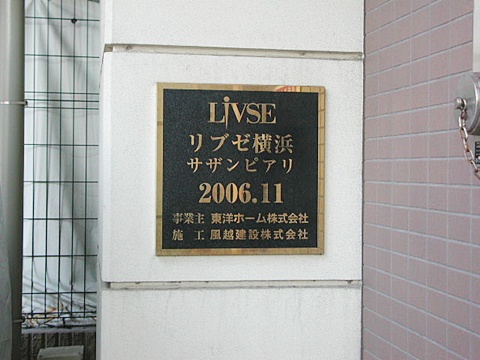 LiVSE
リブゼ横浜
サザンピアリ
2006.11
事業主 東洋ホーム株式会社
施 工 風越建設株式会社